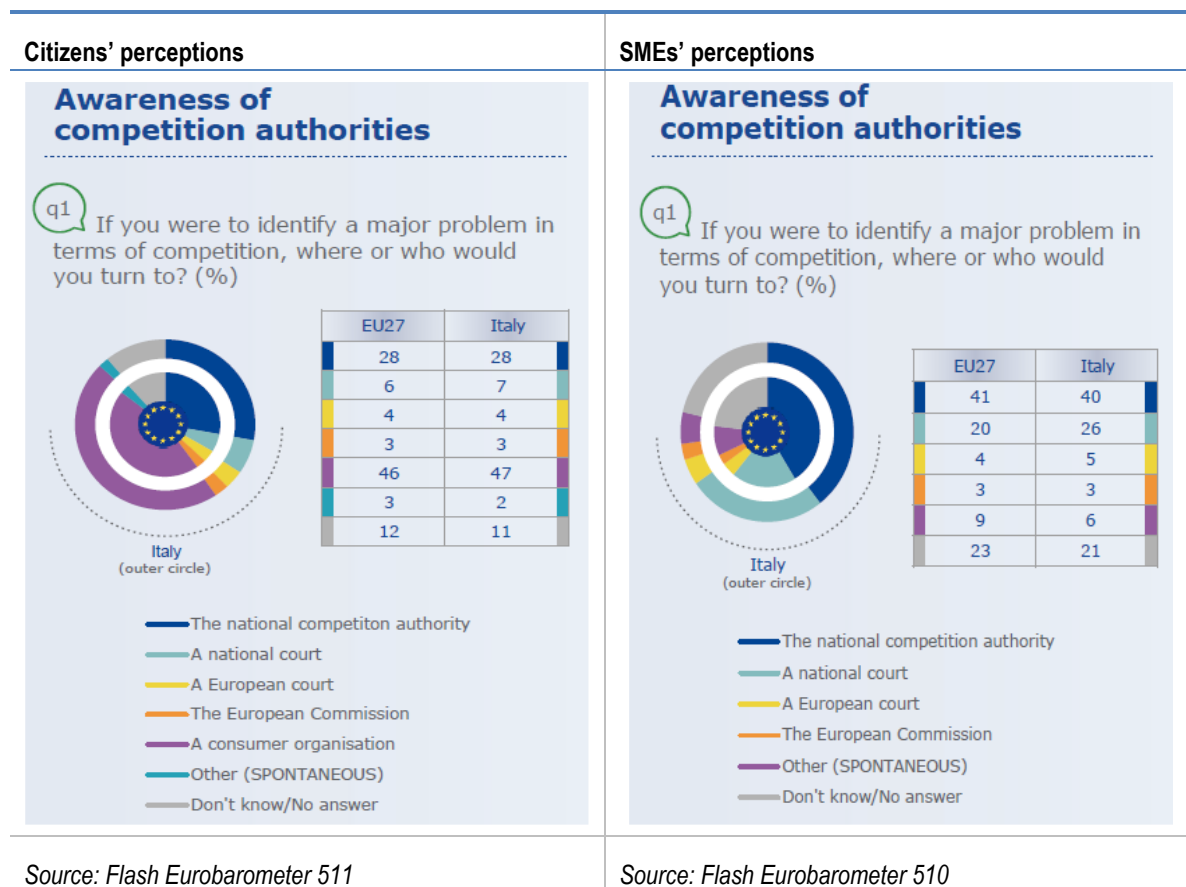 Citizens' perceptions
Awareness of
competition authorities
q1
If you were to identify a major problem in
terms of competition, where or who would
you turn to? (%)
EU27 Italy
28 28
6 7
4 4
3 3
46 47
3 2
12 11
Italy
(outer circle)
The national competiton authority
A national court
A European court
The European Commission
A consumer organisation
Other (SPONTANEOUS)
Don't know/No answer
Source: Flash Eurobarometer 511
SMEs' perceptions
Awareness of
competition authorities
q1
If you were to identify a major problem in
terms of competition, where or who would
you turn to? (%)
EU27 Italy
41 40
20 26
4 5
3 3
9 6
23 21
Italy
(outer circle)
The national competition authority
A national court
A European court
The European Commission
Other (SPONTANEOUS)
Don't know/No answer
Source: Flash Eurobarometer 510